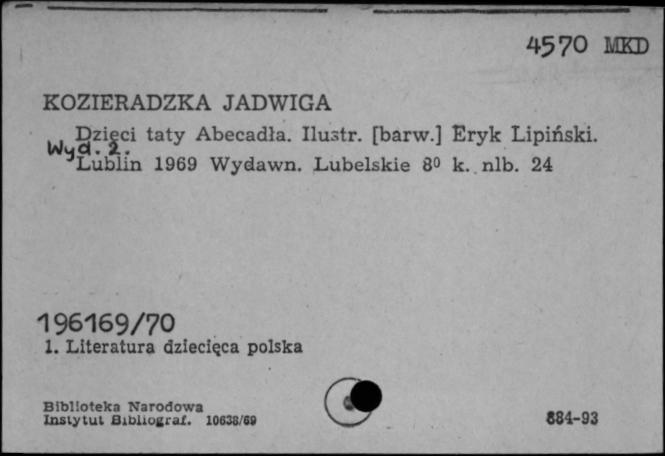 4570 MKD
KOZIERADZKA JADWIGA
Dzieci taty Abecadła. Ilustr. [barw.] Eryk Lipiński.
Wyd. 2.
Lublin 1969 Wydawn. Lubelskie 8⁰ k. nlb. 24
196169/70
1. Literatura dziecięca polska
Biblioteka Narodowa
Instytut Bibliograf. 10638/69
884-93